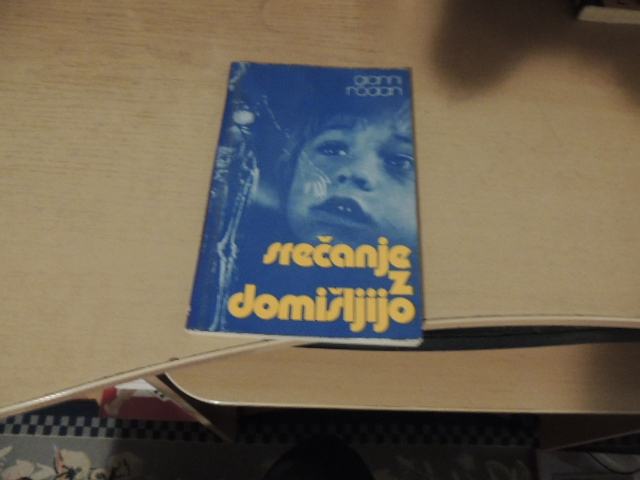 gianni
rodari
srečanje
z
domišljijo